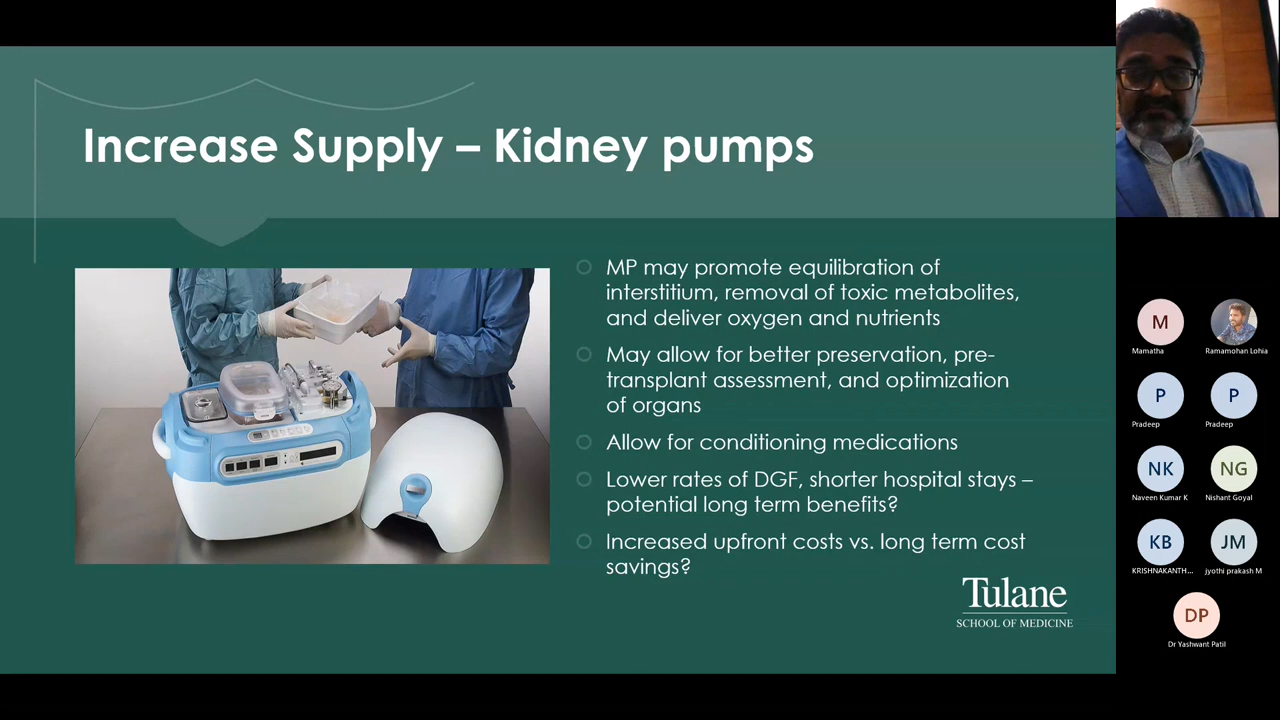 Increase Supply – Kidney pumps
MP may promote equilibration of
interstitium, removal of toxic metabolites,
and deliver oxygen and nutrients
May allow for better preservation, pre-
transplant assessment, and optimization
of organs
Allow for conditioning medications
Lower rates of DGF, shorter hospital stays –
potential long term benefits?
Increased upfront costs vs. long term cost
savings?
Tulane
SCHOOL OF MEDICINE
M
Mamatha
Ramamohan Lohia
P
Pradeep
P
Pradeep
NK
Naveen Kumar K
NG
Nishant Goyal
KB
KRISHNAKANTH...
JM
jyothi prakash M
DP
Dr Yashwant Patil